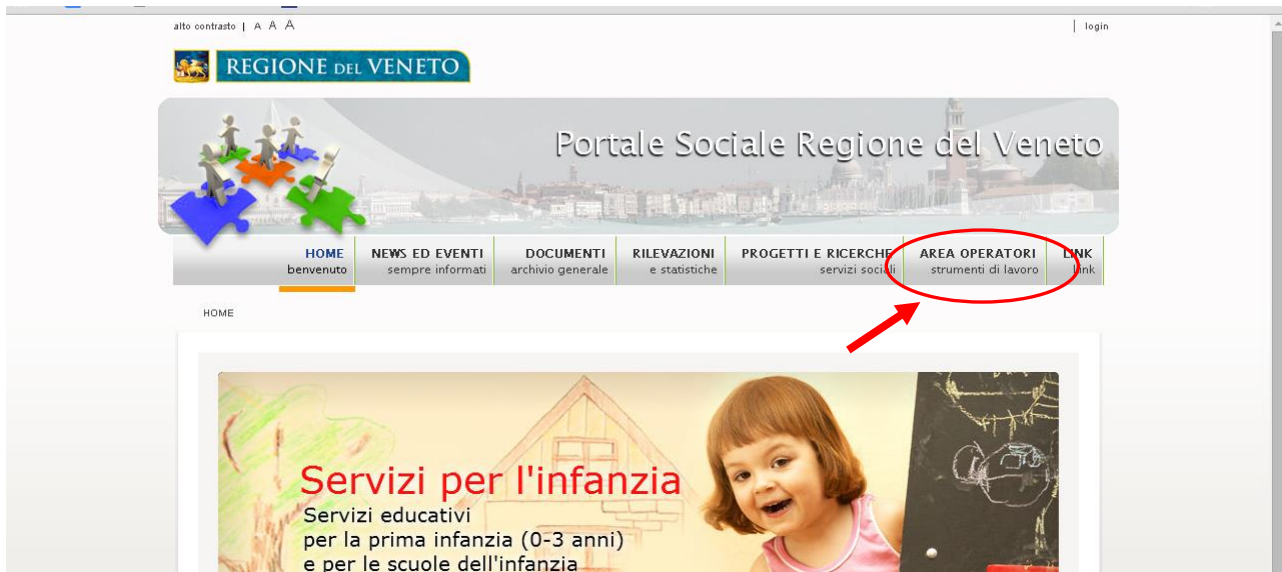 alto contrasto | A A A
| login
REGIONE DEL VENETO
Portale Sociale Regione del Veneto
HOME
benvenuto
NEWS ED EVENTI
sempre informati
DOCUMENTI
archivio generale
RILEVAZIONI
e statistiche
PROGETTI E RICERCHE
servizi sociali
AREA OPERATORI
strumenti di lavoro
LINK
link
HOME
Servizi per l'infanzia
Servizi educativi
per la prima infanzia (0-3 anni)
e per le scuole dell'infanzia